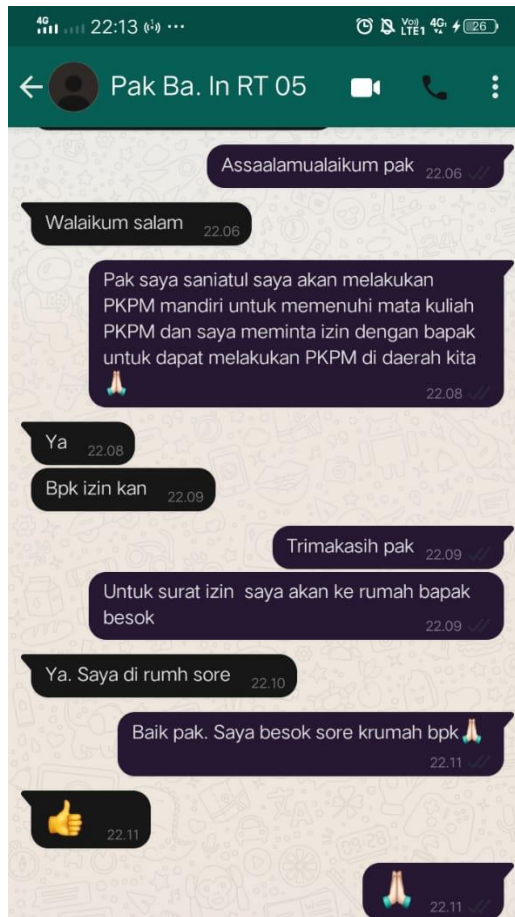 4G 22:13 ... Vo)) LTE1 4G 26
Pak Ba. In RT 05
Assaalamualaikum pak 22.06
Walaikum salam 22.06
Pak saya saniatul saya akan melakukan
PKPM mandiri untuk memenuhi mata kuliah
PKPM dan saya meminta izin dengan bapak
untuk dapat melakukan PKPM di daerah kita
🙏🏻 22.08
Ya 22.08
Bpk izin kan 22.09
Trimakasih pak 22.09
Untuk surat izin saya akan ke rumah bapak
besok 22.09
Ya. Saya di rumh sore 22.10
Baik pak. Saya besok sore krumah bpk🙏🏻
22.11
👍 22.11
🙏🏻 22.11